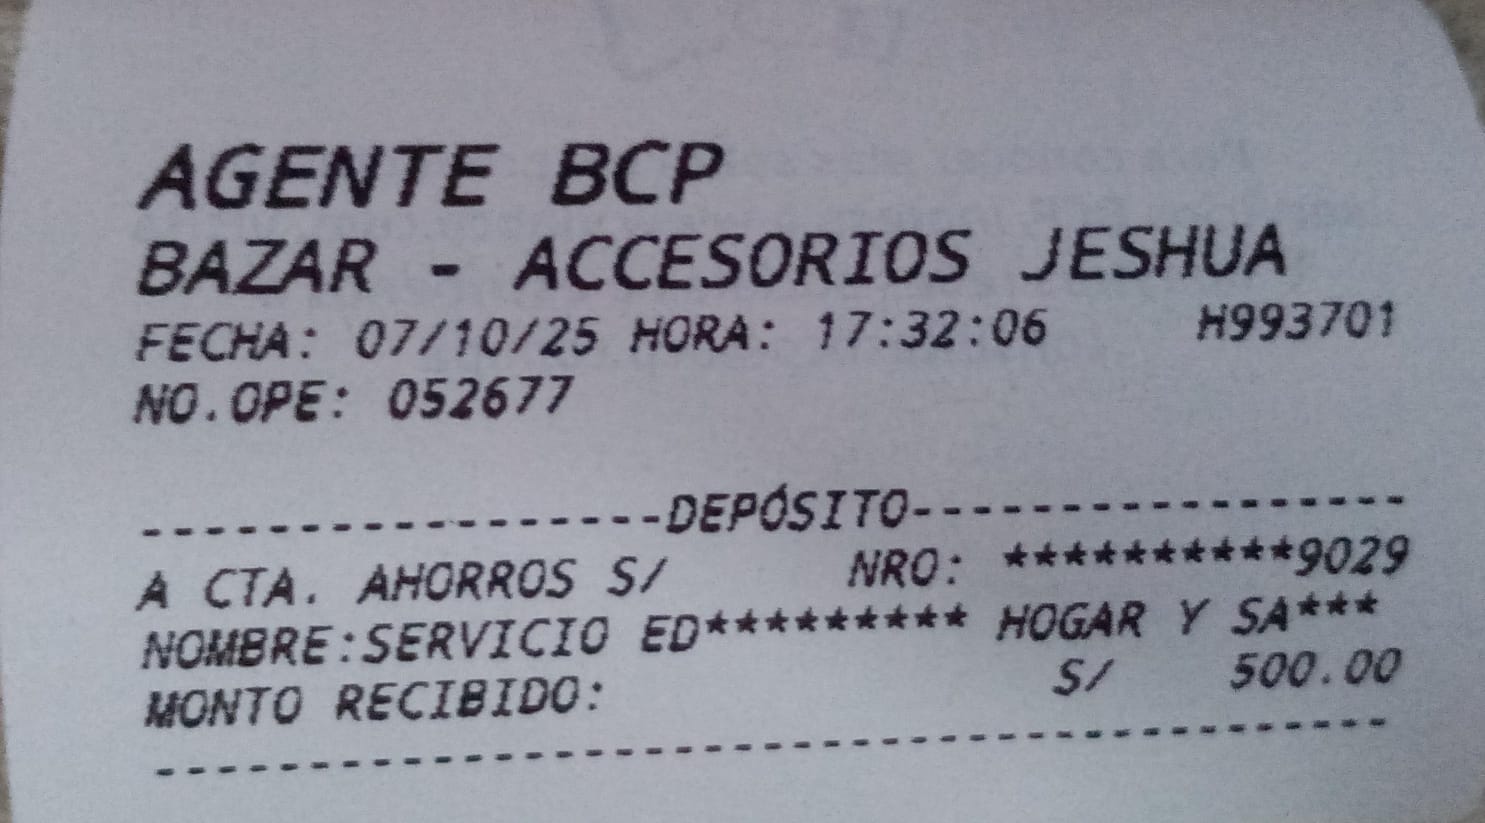 AGENTE BCP
BAZAR - ACCESORIOS JESHUA
FECHA: 07/10/25 HORA: 17:32:06 H993701
NO.OPE: 052677
-----------------DEPÓSITO-----------------
A CTA. AHORROS S/ NRO: **********9029
NOMBRE:SERVICIO ED********* HOGAR Y SA***
MONTO RECIBIDO: S/ 500.00
-----------------------------------------